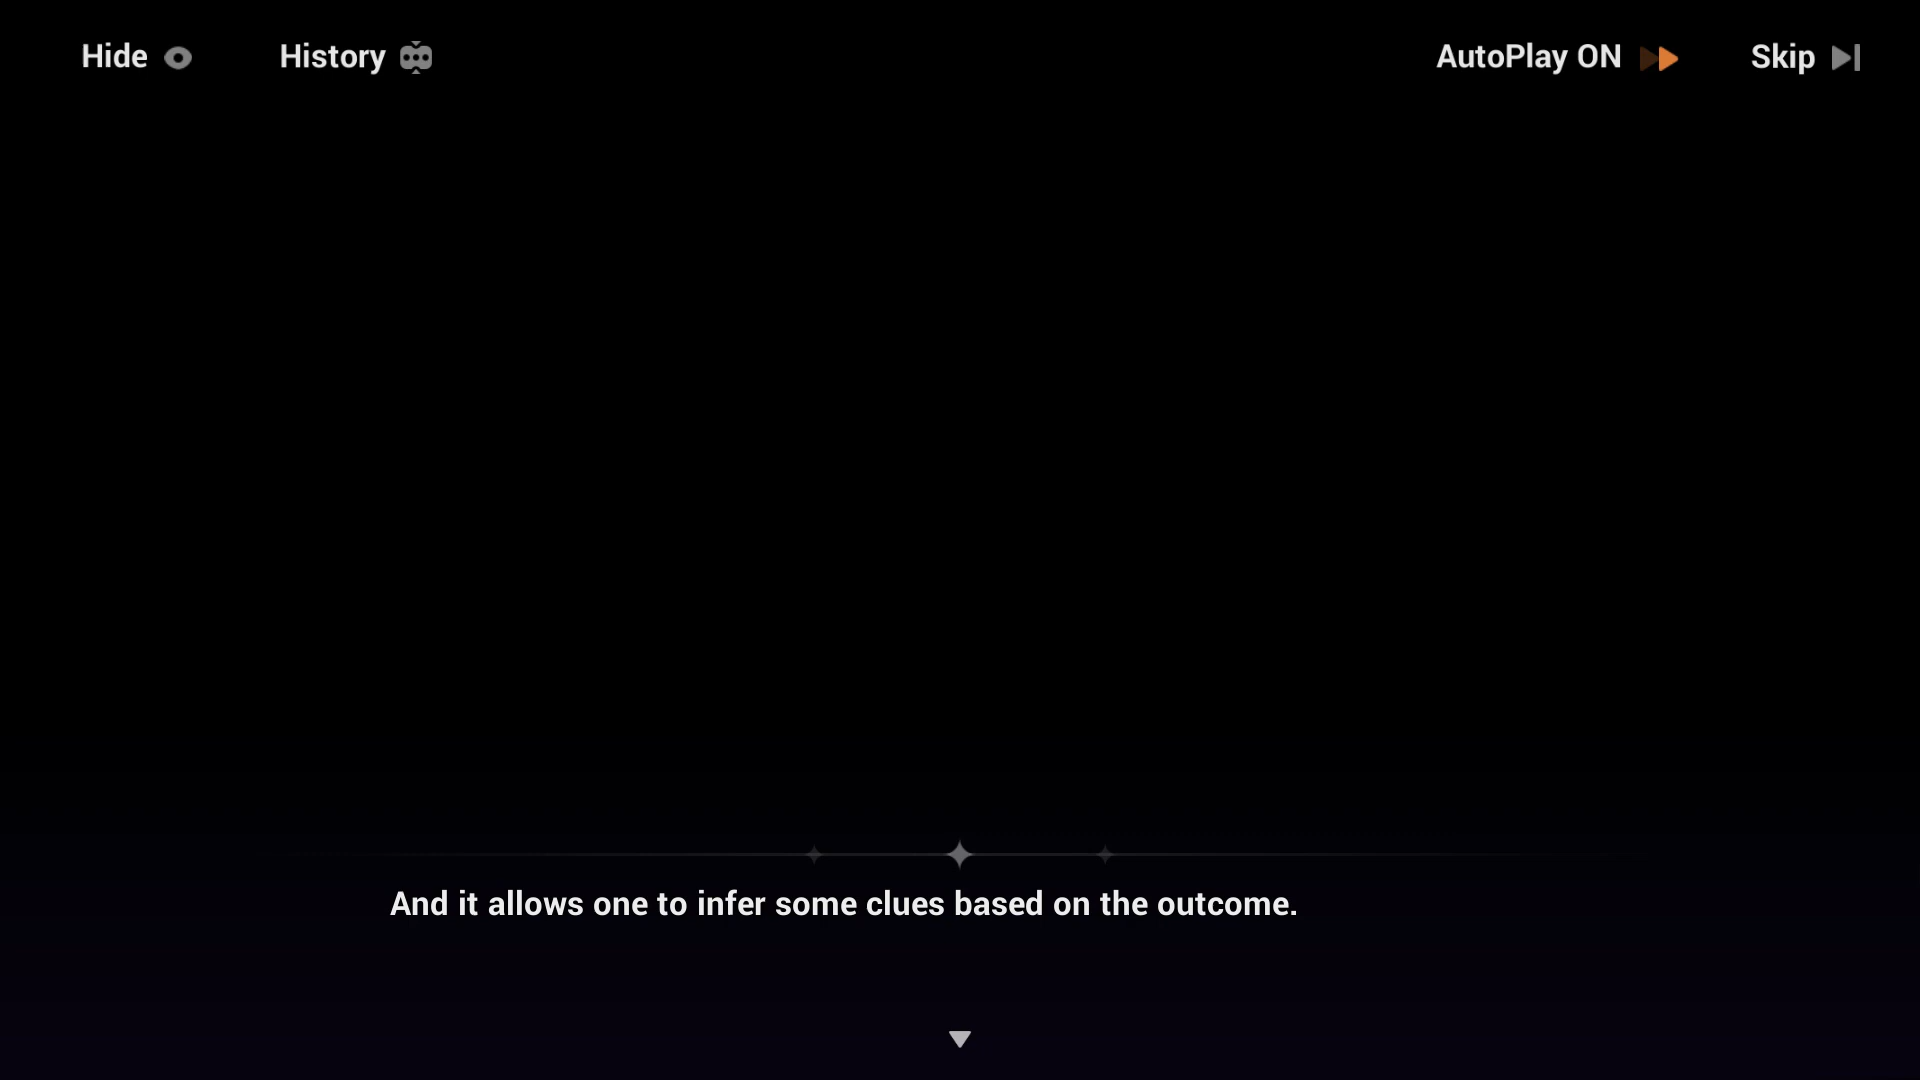 Hide
History
AutoPlay ON
Skip
And it allows one to infer some clues based on the outcome.